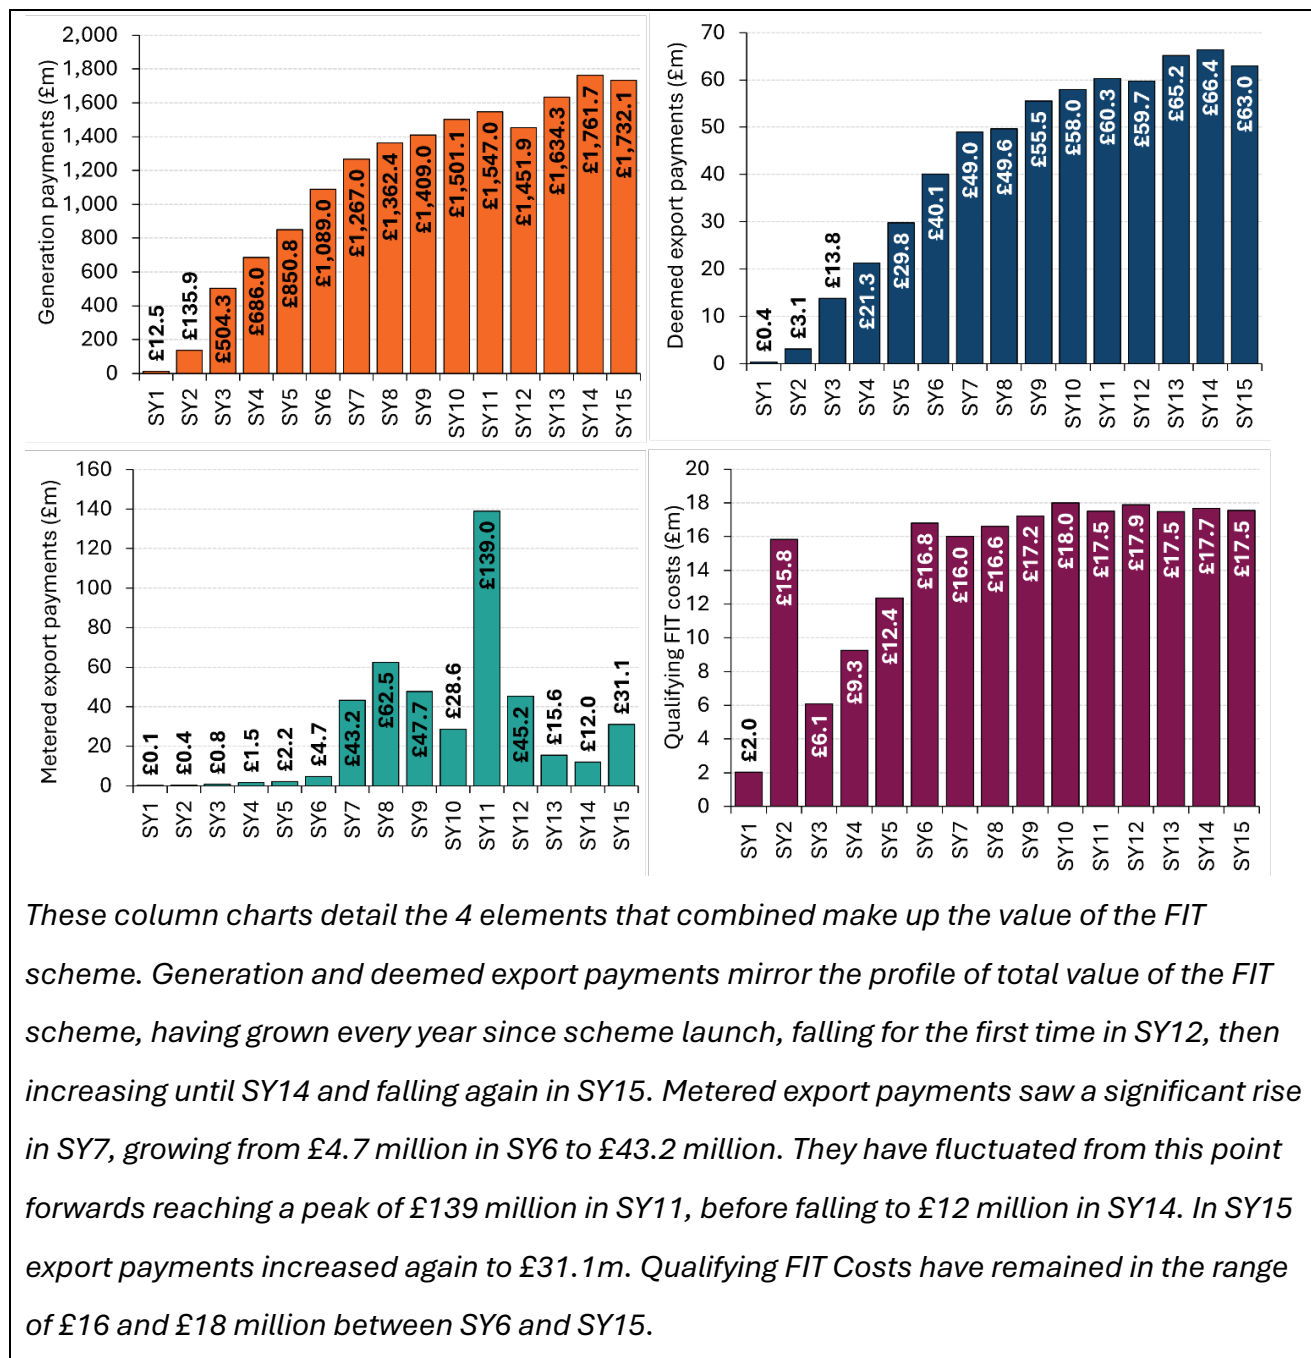 Generation payments (£m)
2,000
1,800
1,600
1,400
1,200
1,000
800
600
400
200
0
£12.5
£135.9
£504.3
£686.0
£850.8
£1,089.0
£1,267.0
£1,362.4
£1,409.0
£1,501.1
£1,547.0
£1,451.9
£1,634.3
£1,761.7
£1,732.1
SY1
SY2
SY3
SY4
SY5
SY6
SY7
SY8
SY9
SY10
SY11
SY12
SY13
SY14
SY15
Deemed export payments (£m)
70
60
50
40
30
20
10
0
£0.4
£3.1
£13.8
£21.3
£29.8
£40.1
£49.0
£49.6
£55.5
£58.0
£60.3
£59.7
£65.2
£66.4
£63.0
SY1
SY2
SY3
SY4
SY5
SY6
SY7
SY8
SY9
SY10
SY11
SY12
SY13
SY14
SY15
Metered export payments (£m)
160
140
120
100
80
60
40
20
0
£0.1
£0.4
£0.8
£1.5
£2.2
£4.7
£43.2
£62.5
£47.7
£28.6
£139.0
£45.2
£15.6
£12.0
£31.1
SY1
SY2
SY3
SY4
SY5
SY6
SY7
SY8
SY9
SY10
SY11
SY12
SY13
SY14
SY15
Qualifying FIT costs (£m)
20
18
16
14
12
10
8
6
4
2
0
£2.0
£15.8
£6.1
£9.3
£12.4
£16.8
£16.0
£16.6
£17.2
£18.0
£17.5
£17.9
£17.5
£17.7
£17.5
SY1
SY2
SY3
SY4
SY5
SY6
SY7
SY8
SY9
SY10
SY11
SY12
SY13
SY14
SY15
These column charts detail the 4 elements that combined make up the value of the FIT
scheme. Generation and deemed export payments mirror the profile of total value of the FIT
scheme, having grown every year since scheme launch, falling for the first time in SY12, then
increasing until SY14 and falling again in SY15. Metered export payments saw a significant rise
in SY7, growing from £4.7 million in SY6 to £43.2 million. They have fluctuated from this point
forwards reaching a peak of £139 million in SY11, before falling to £12 million in SY14. In SY15
export payments increased again to £31.1m. Qualifying FIT Costs have remained in the range
of £16 and £18 million between SY6 and SY15.